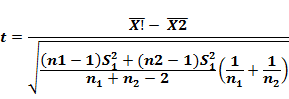 t = (X̅! − X̅2) / √( ((n1 − 1)S₁² + (n2 − 1)S₁²) / (n₁ + n₂ − 2) (1/n₁ + 1/n₂) )